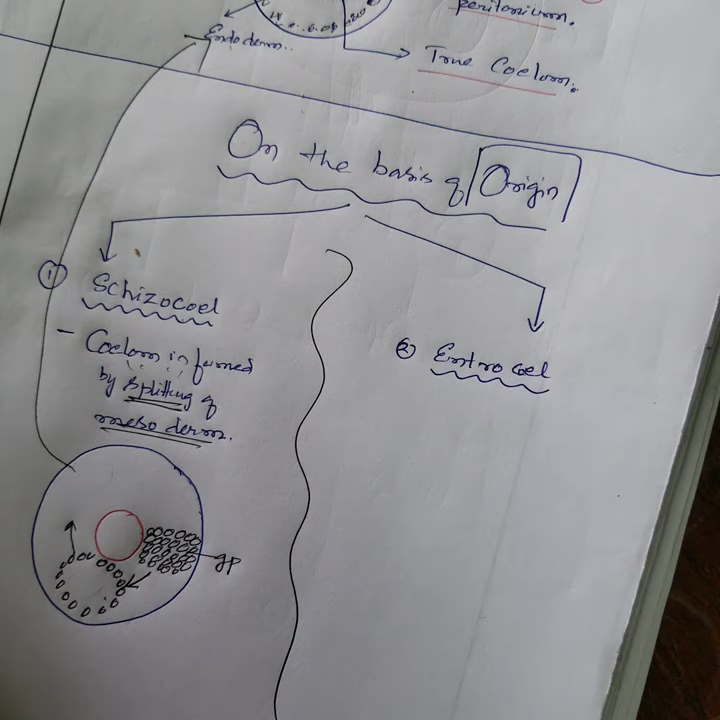 peritonium.
Endoderm..
True Coelom.
On the basis of Origin
① Schizocoel
- Coelom is formed
by splitting of
mesoderm.
② Entrocoel
gp